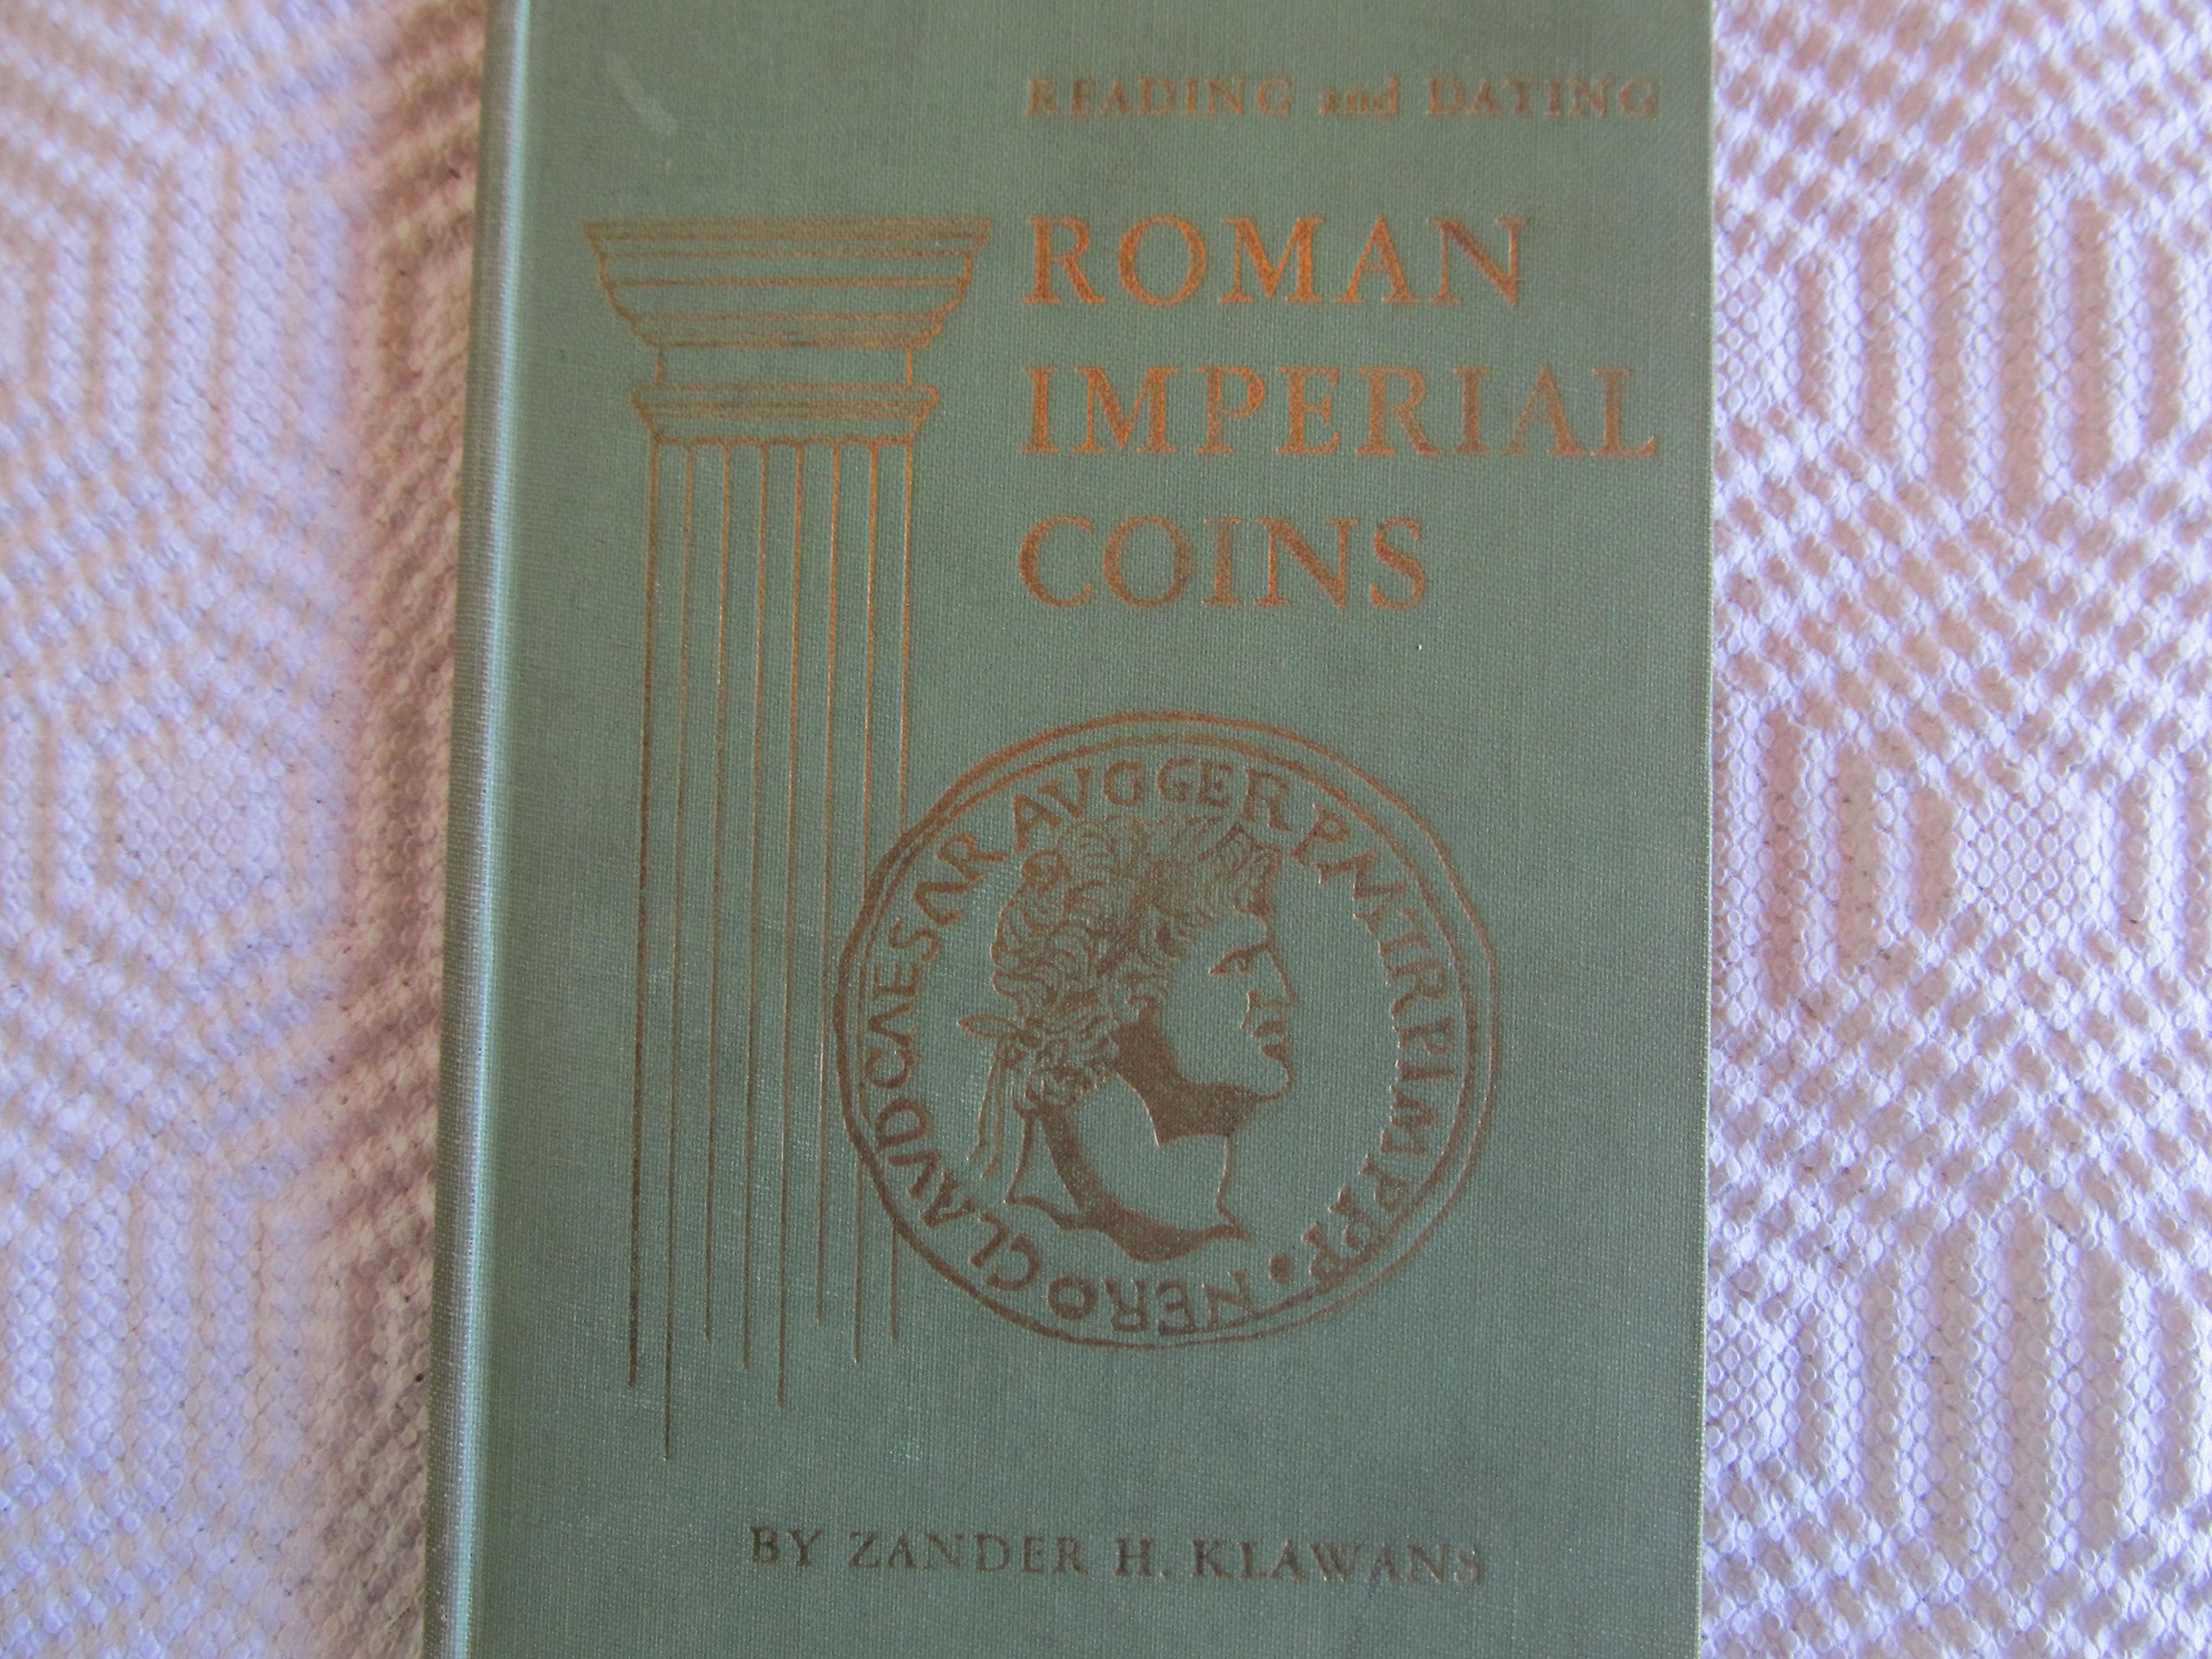 READING and DATING
ROMAN
IMPERIAL
COINS
NERO CLAVD CAESAR AVG GER P M TR P IMP P P •
BY ZANDER H. KLAWANS